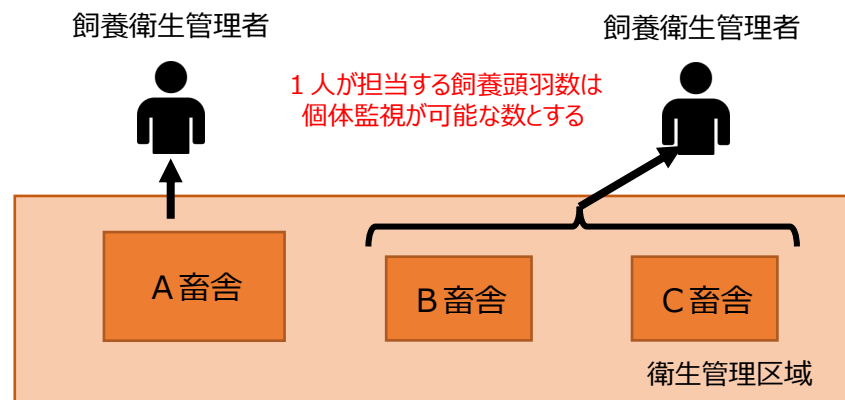 飼養衛生管理者
飼養衛生管理者
１人が担当する飼養頭羽数は
個体監視が可能な数とする
Ａ畜舎
Ｂ畜舎
Ｃ畜舎
衛生管理区域